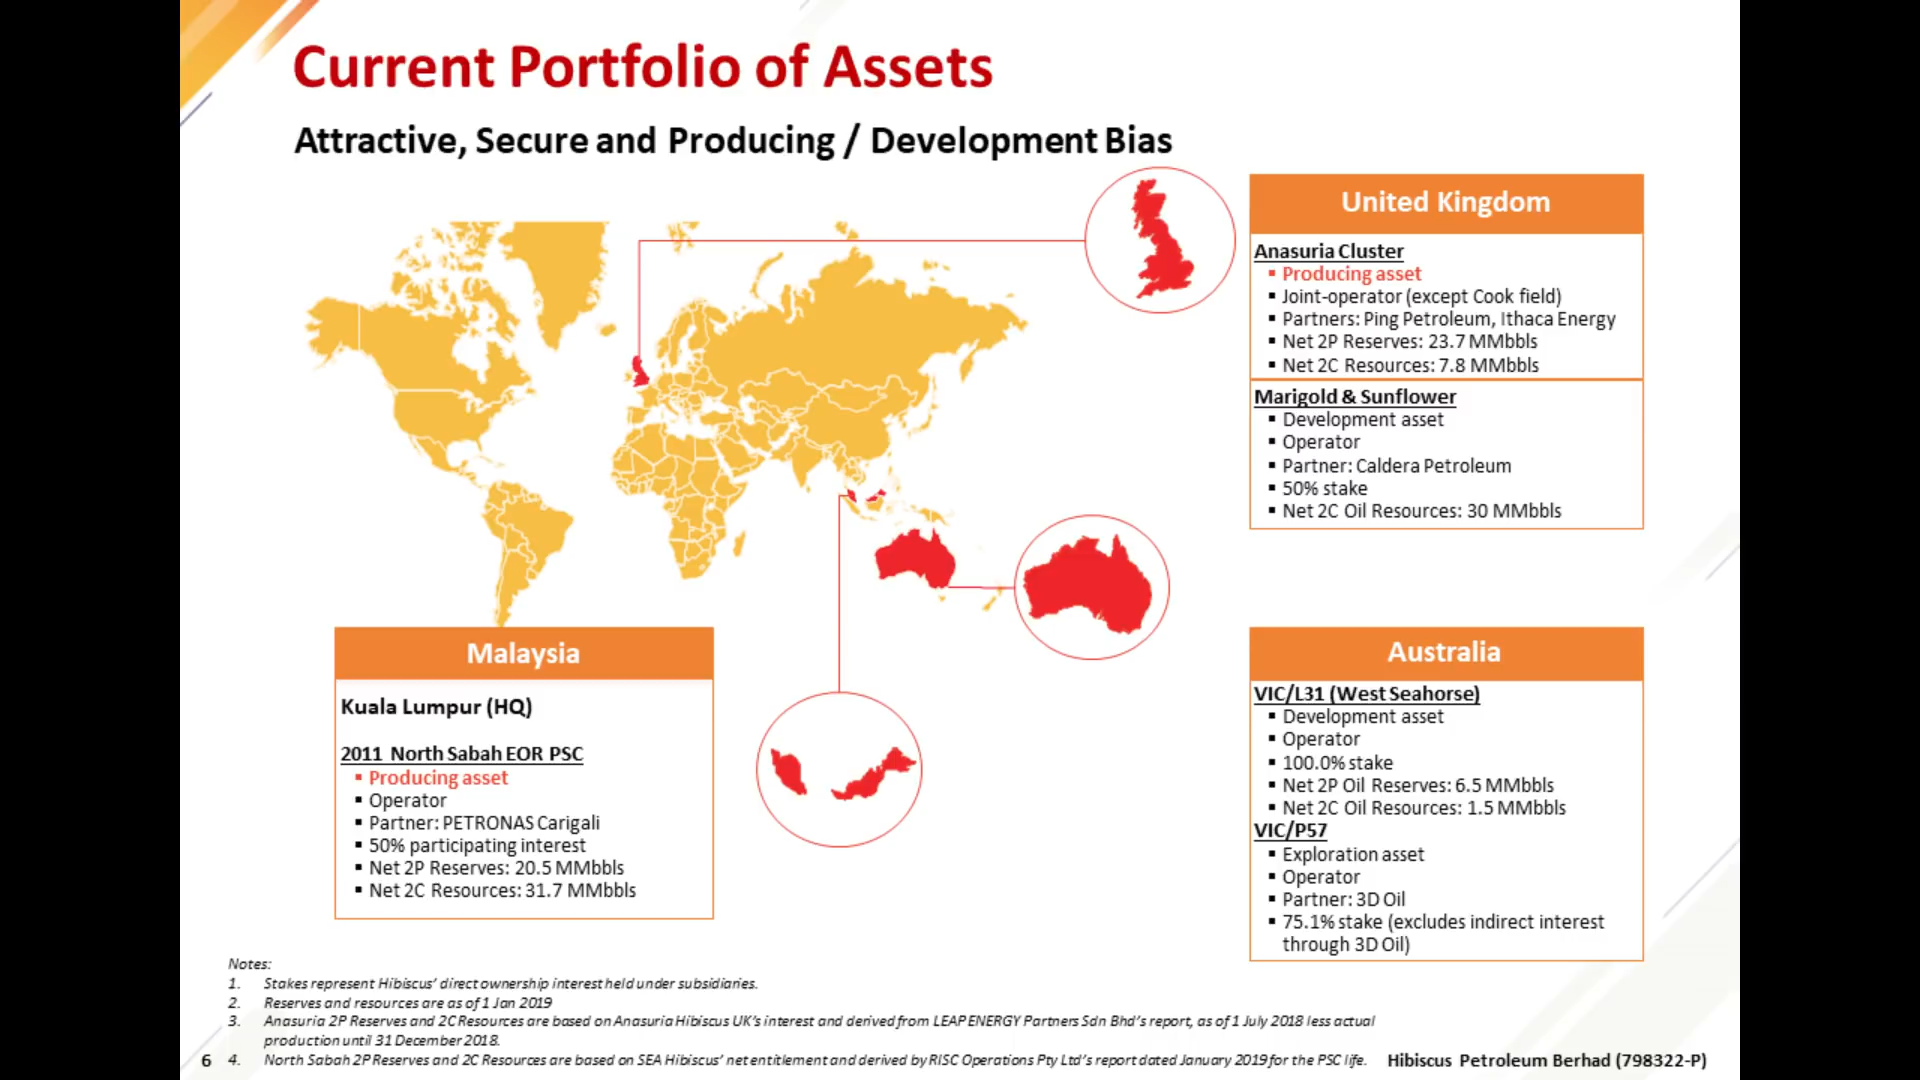 Current Portfolio of Assets
Attractive, Secure and Producing / Development Bias
United Kingdom
Anasuria Cluster
▪ Producing asset
▪ Joint-operator (except Cook field)
▪ Partners: Ping Petroleum, Ithaca Energy
▪ Net 2P Reserves: 23.7 MMbbls
▪ Net 2C Resources: 7.8 MMbbls
Marigold & Sunflower
▪ Development asset
▪ Operator
▪ Partner: Caldera Petroleum
▪ 50% stake
▪ Net 2C Oil Resources: 30 MMbbls
Malaysia
Kuala Lumpur (HQ)
2011 North Sabah EOR PSC
▪ Producing asset
▪ Operator
▪ Partner: PETRONAS Carigali
▪ 50% participating interest
▪ Net 2P Reserves: 20.5 MMbbls
▪ Net 2C Resources: 31.7 MMbbls
Australia
VIC/L31 (West Seahorse)
▪ Development asset
▪ Operator
▪ 100.0% stake
▪ Net 2P Oil Reserves: 6.5 MMbbls
▪ Net 2C Oil Resources: 1.5 MMbbls
VIC/P57
▪ Exploration asset
▪ Operator
▪ Partner: 3D Oil
▪ 75.1% stake (excludes indirect interest
through 3D Oil)
Notes:
1. Stakes represent Hibiscus' direct ownership interest held under subsidiaries.
2. Reserves and resources are as of 1 Jan 2019
3. Anasuria 2P Reserves and 2C Resources are based on Anasuria Hibiscus UK's interest and derived from LEAP ENERGY Partners Sdn Bhd's report, as of 1 July 2018 less actual
production until 31 December 2018.
4. North Sabah 2P Reserves and 2C Resources are based on SEA Hibiscus' net entitlement and derived by RISC Operations Pty Ltd's report dated January 2019 for the PSC life.
6
Hibiscus Petroleum Berhad (798322-P)